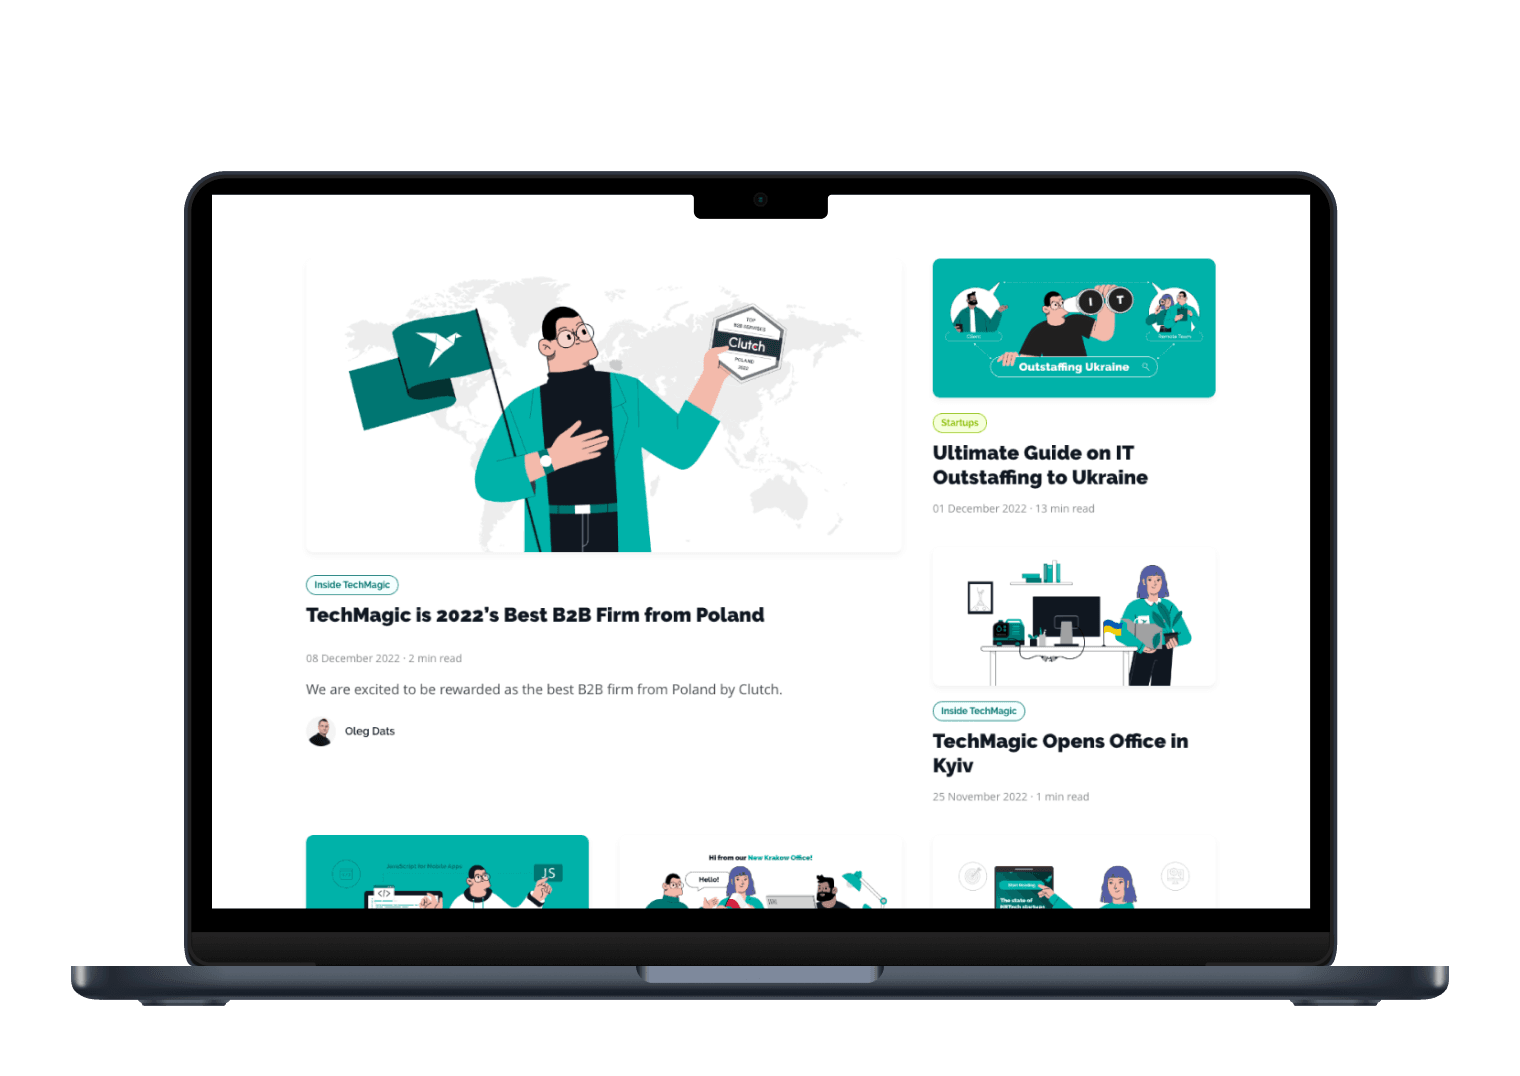 TOP
B2B SERVICES
Clutch
POLAND
2022
Inside TechMagic
TechMagic is 2022's Best B2B Firm from Poland
08 December 2022 · 2 min read
We are excited to be rewarded as the best B2B firm from Poland by Clutch.
Oleg Dats
I T
Client
Remote Team
Outstaffing Ukraine
Startups
Ultimate Guide on IT
Outstaffing to Ukraine
01 December 2022 · 13 min read
Inside TechMagic
TechMagic Opens Office in
Kyiv
25 November 2022 · 1 min read
JavaScript for Mobile Apps
JS
</>
Hi from our New Krakow Office!
Hello!
Start Reading
The state of
HRTech startups